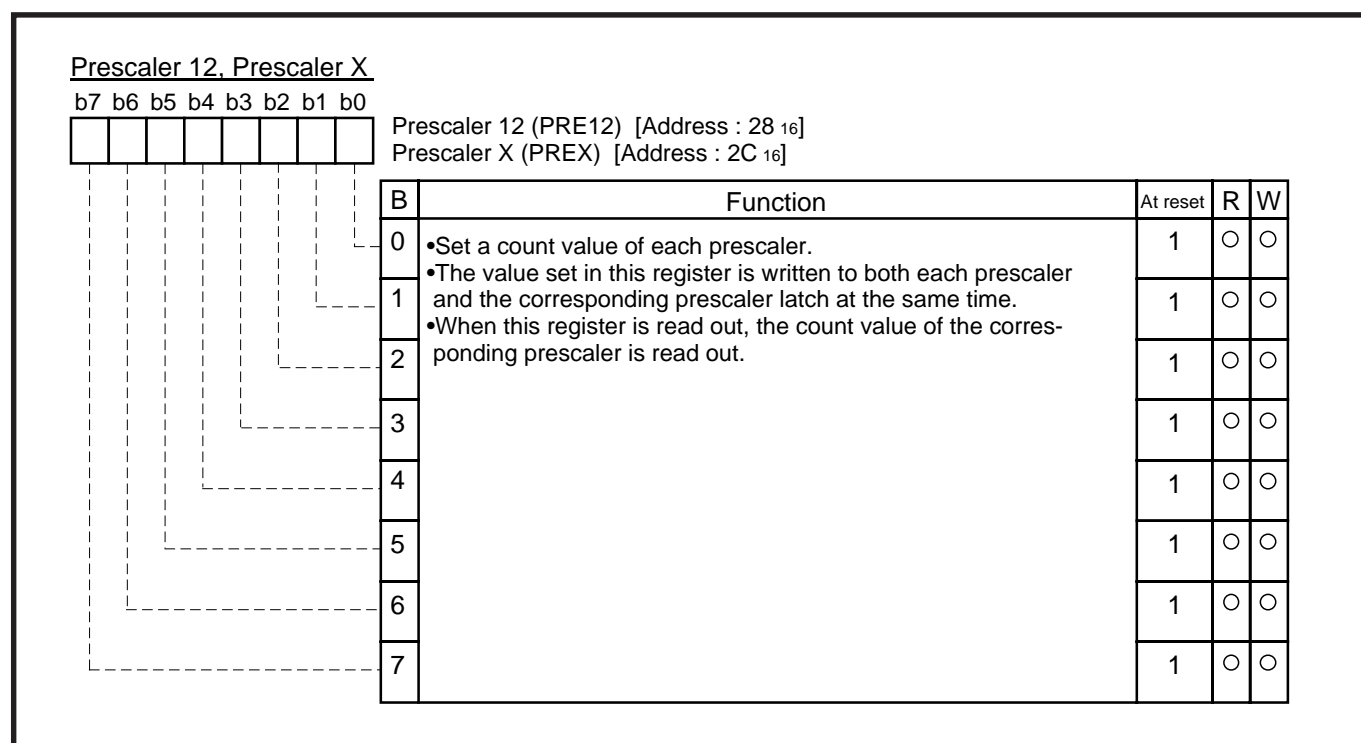 Prescaler 12, Prescaler X
b7 b6 b5 b4 b3 b2 b1 b0
Prescaler 12 (PRE12) [Address : 28 16]
Prescaler X (PREX) [Address : 2C 16]
B Function At reset R W
0 •Set a count value of each prescaler. 1 ○ ○
•The value set in this register is written to both each prescaler
1 and the corresponding prescaler latch at the same time. 1 ○ ○
•When this register is read out, the count value of the corres-
2 ponding prescaler is read out. 1 ○ ○
3 1 ○ ○
4 1 ○ ○
5 1 ○ ○
6 1 ○ ○
7 1 ○ ○